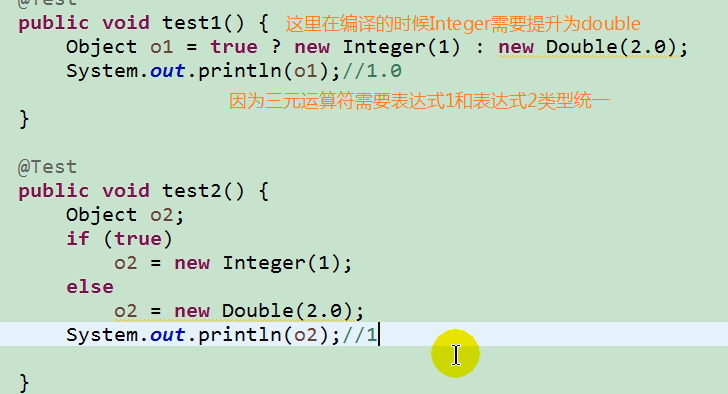 @Test
public void test1() { 这里在编译的时候Integer需要提升为double
Object o1 = true ? new Integer(1) : new Double(2.0);
System.out.println(o1);//1.0
因为三元运算符需要表达式1和表达式2类型统一
}
@Test
public void test2() {
Object o2;
if (true)
o2 = new Integer(1);
else
o2 = new Double(2.0);
System.out.println(o2);//1
}